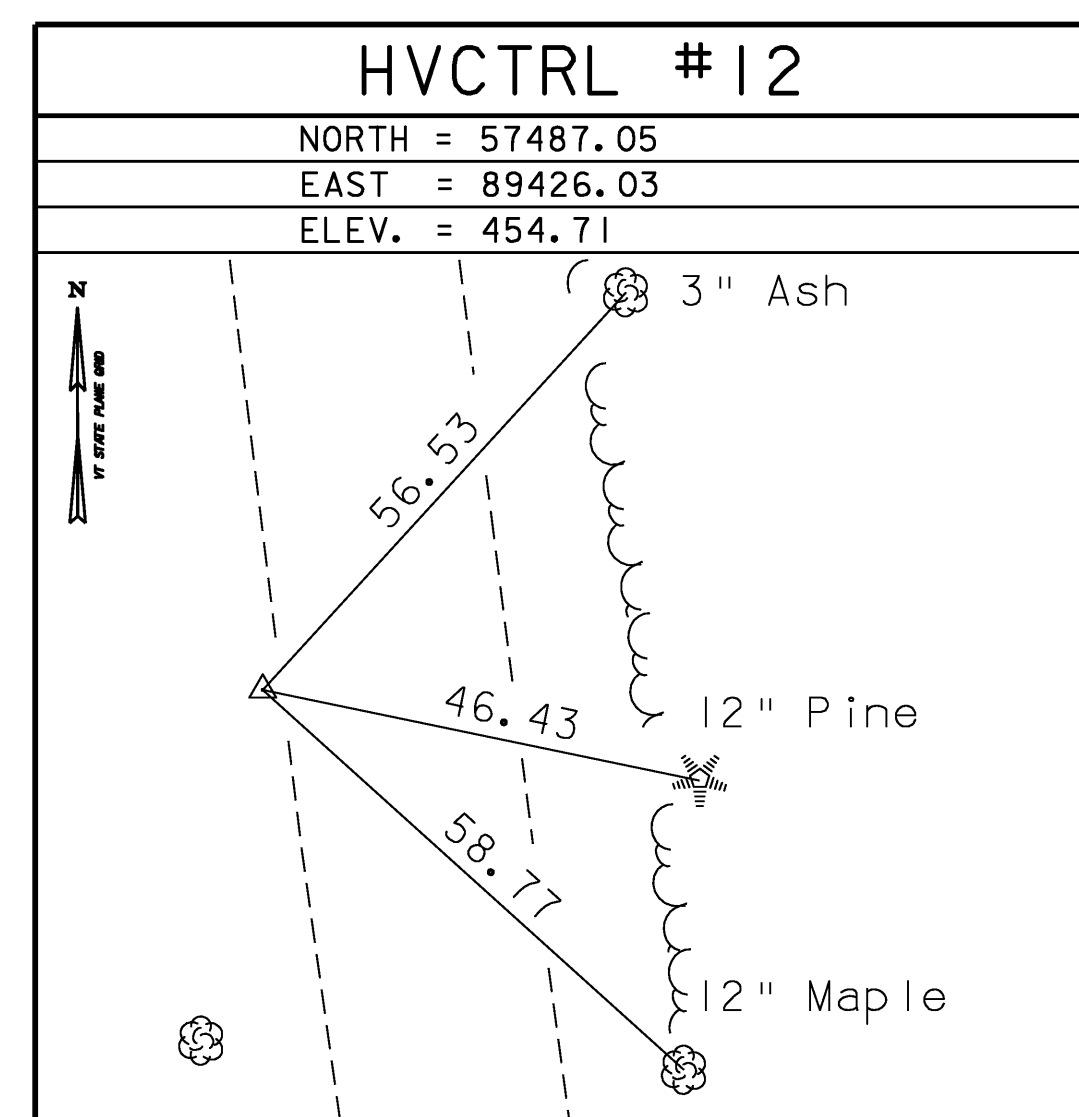 HVCTRL #12
NORTH = 57487.05
EAST = 89426.03
ELEV. = 454.71
N
VT STATE PLANE GRID
3" Ash
56.53
46.43
12" Pine
58.77
12" Maple